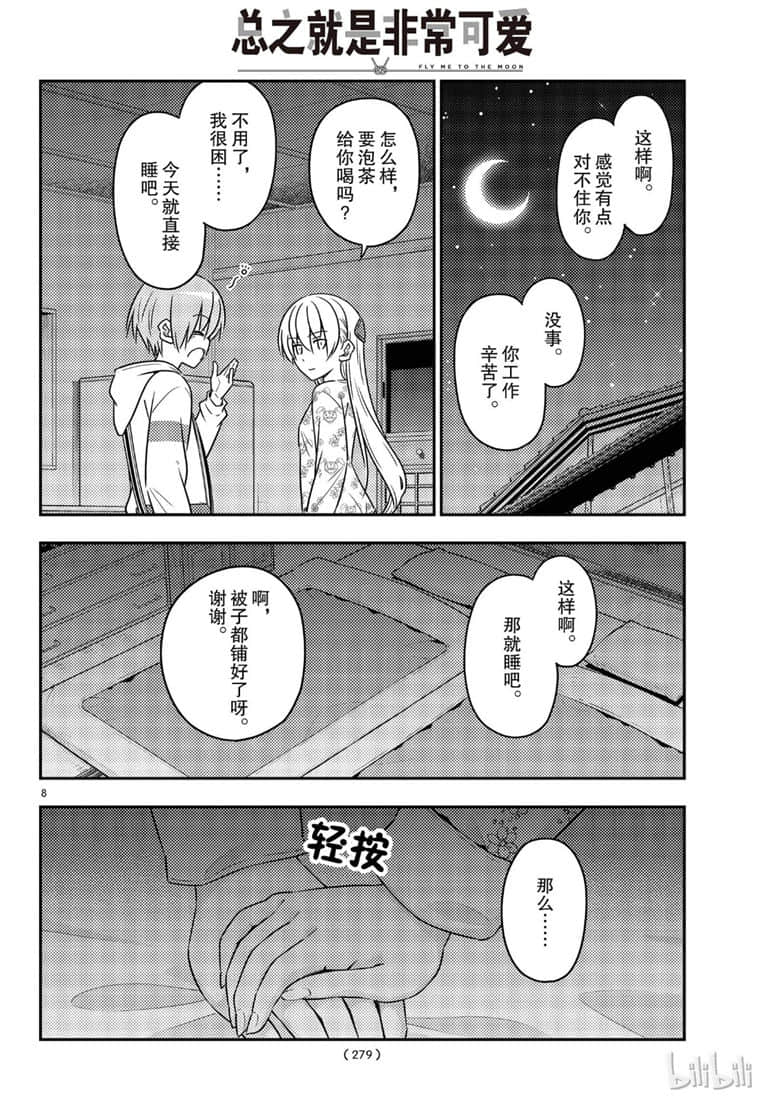 总之就是非常可爱
FLY ME TO THE MOON
这样啊。
感觉有点
对不住你。
没事。
你工作
辛苦了。
怎么样,
要泡茶
给你喝吗?
不用了,
我很困……
今天就直接
睡吧。
这样啊。
那就睡吧。
啊,
被子都铺好了呀。
谢谢。
8
轻按
那么……
(279)
bilibili